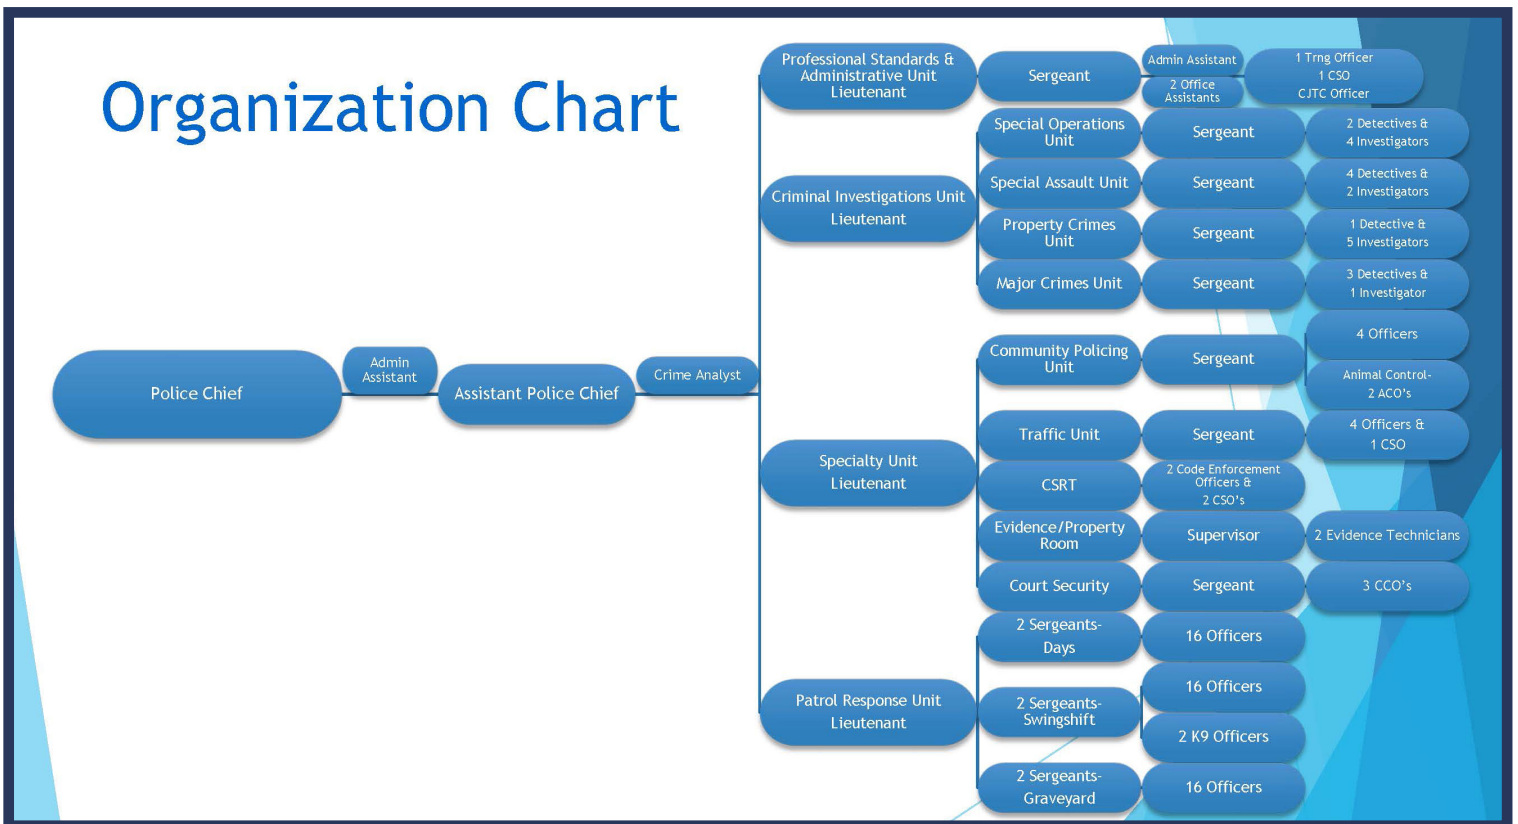 Organization Chart
Police Chief
Admin
Assistant
Assistant Police Chief
Crime Analyst
Professional Standards &
Administrative Unit
Lieutenant
Sergeant
Admin Assistant
2 Office
Assistants
1 Trng Officer
1 CSO
CJTC Officer
Criminal Investigations Unit
Lieutenant
Special Operations
Unit
Sergeant
2 Detectives &
4 Investigators
Special Assault Unit
Sergeant
4 Detectives &
2 Investigators
Property Crimes
Unit
Sergeant
1 Detective &
5 Investigators
Major Crimes Unit
Sergeant
3 Detectives &
1 Investigator
Specialty Unit
Lieutenant
Community Policing
Unit
Sergeant
4 Officers
Animal Control-
2 ACO's
Traffic Unit
Sergeant
4 Officers &
1 CSO
CSRT
2 Code Enforcement
Officers &
2 CSO's
Evidence/Property
Room
Supervisor
2 Evidence Technicians
Court Security
Sergeant
3 CCO's
Patrol Response Unit
Lieutenant
2 Sergeants-
Days
16 Officers
2 Sergeants-
Swingshift
16 Officers
2 K9 Officers
2 Sergeants-
Graveyard
16 Officers